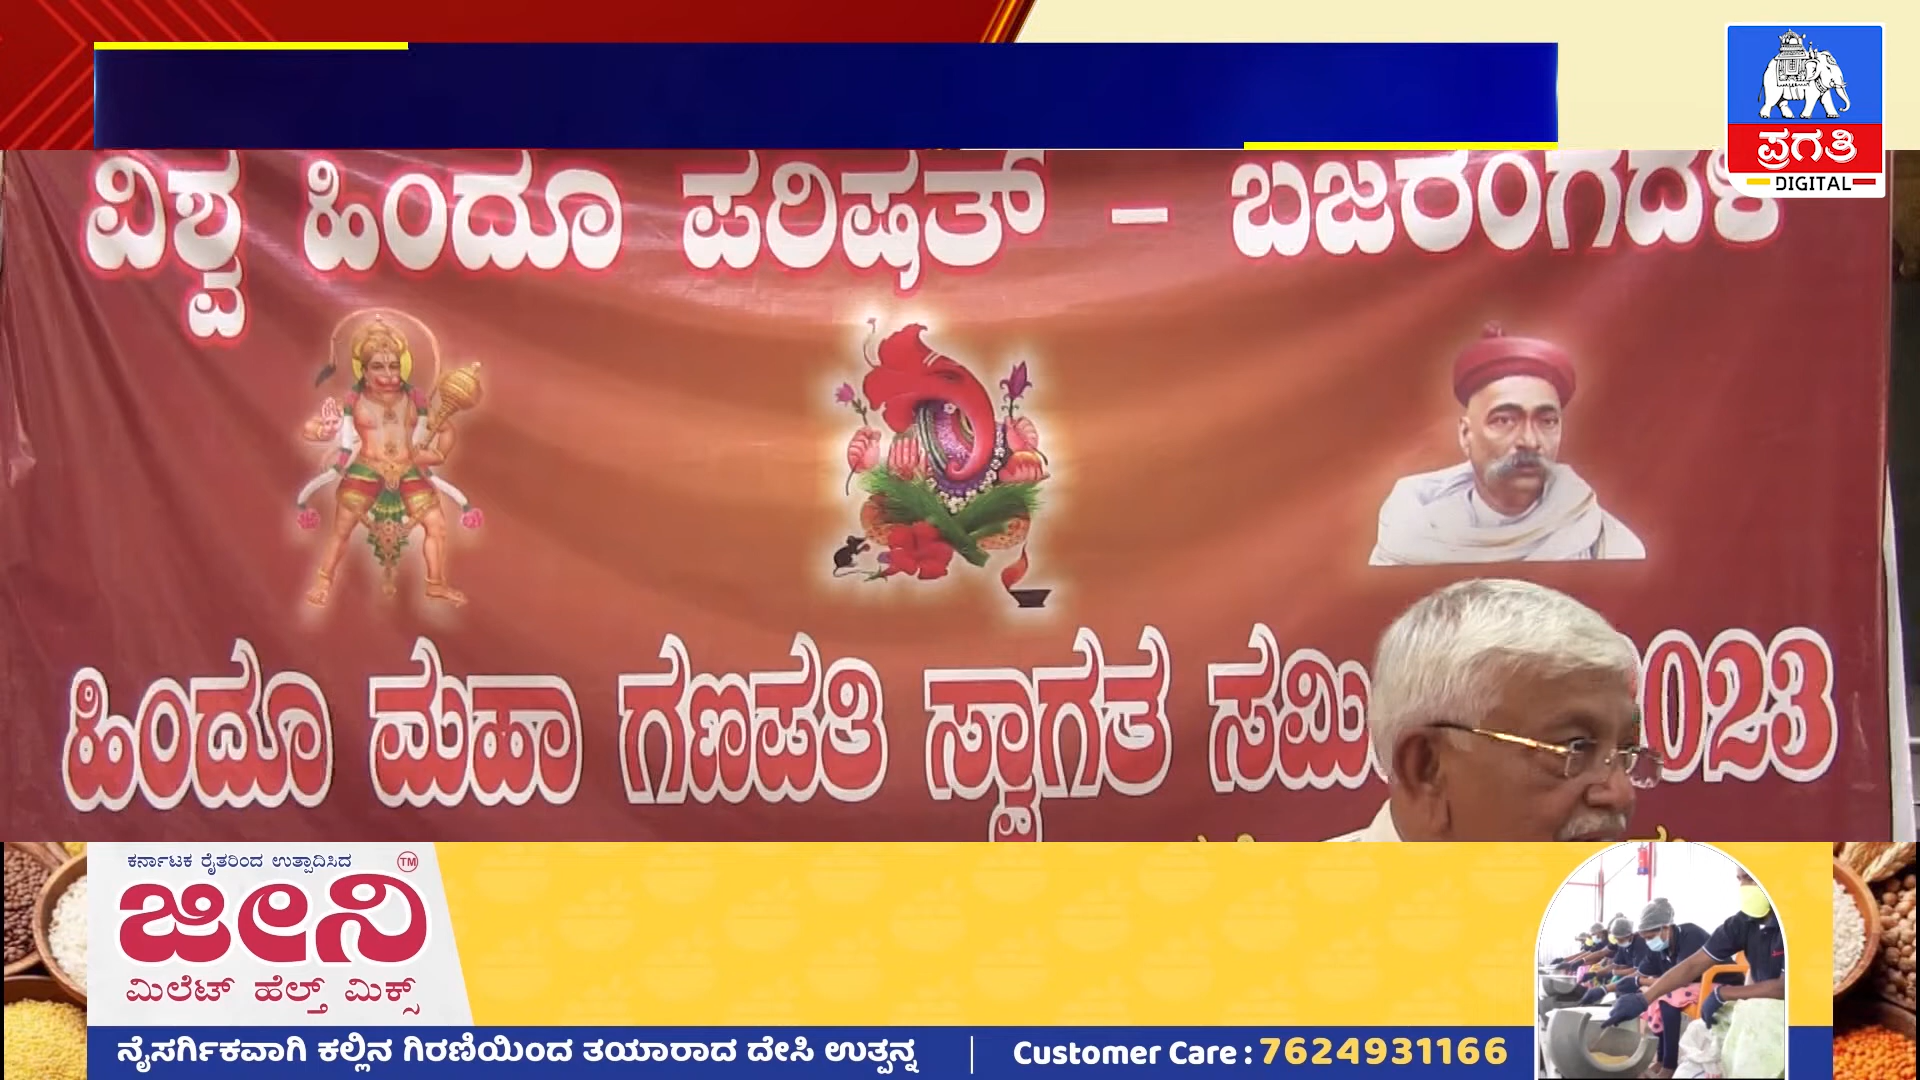 ಪ್ರಗತಿ
DIGITAL
ವಿಶ್ವ ಹಿಂದೂ ಪರಿಷತ್ - ಬಜರಂಗದಳ
ಹಿಂದೂ ಮಹಾ ಗಣಪತಿ ಸ್ವಾಗತ 2023
ಕರ್ನಾಟಕ ರೈತರಿಂದ ಉತ್ಪಾದಿಸಿದ
ಜೀನಿ TM
ಮಿಲೆಟ್ ಹೆಲ್ತ್ ಮಿಕ್ಸ್
ನೈಸರ್ಗಿಕವಾಗಿ ಕಲ್ಲಿನ ಗಿರಣಿಯಿಂದ ತಯಾರಾದ ದೇಸಿ ಉತ್ಪನ್ನ | Customer Care : 7624931166